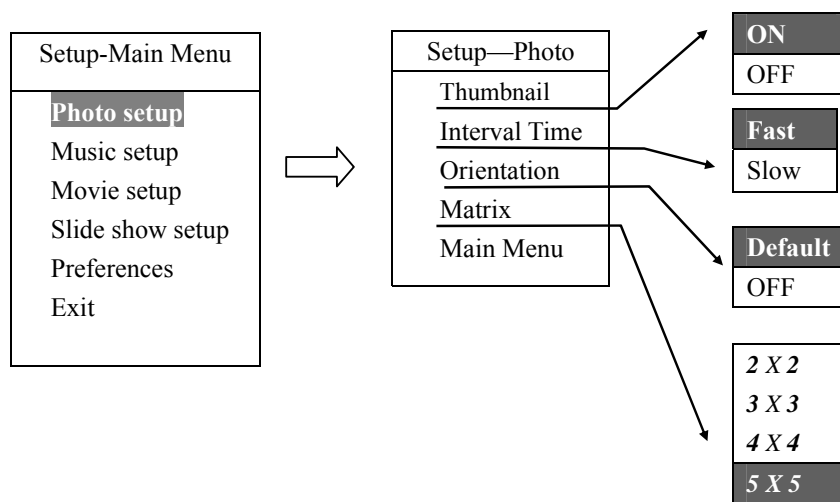 Setup-Main Menu
Photo setup
Music setup
Movie setup
Slide show setup
Preferences
Exit
Setup—Photo
Thumbnail
Interval Time
Orientation
Matrix
Main Menu
ON
OFF
Fast
Slow
Default
OFF
2 X 2
3 X 3
4 X 4
5 X 5